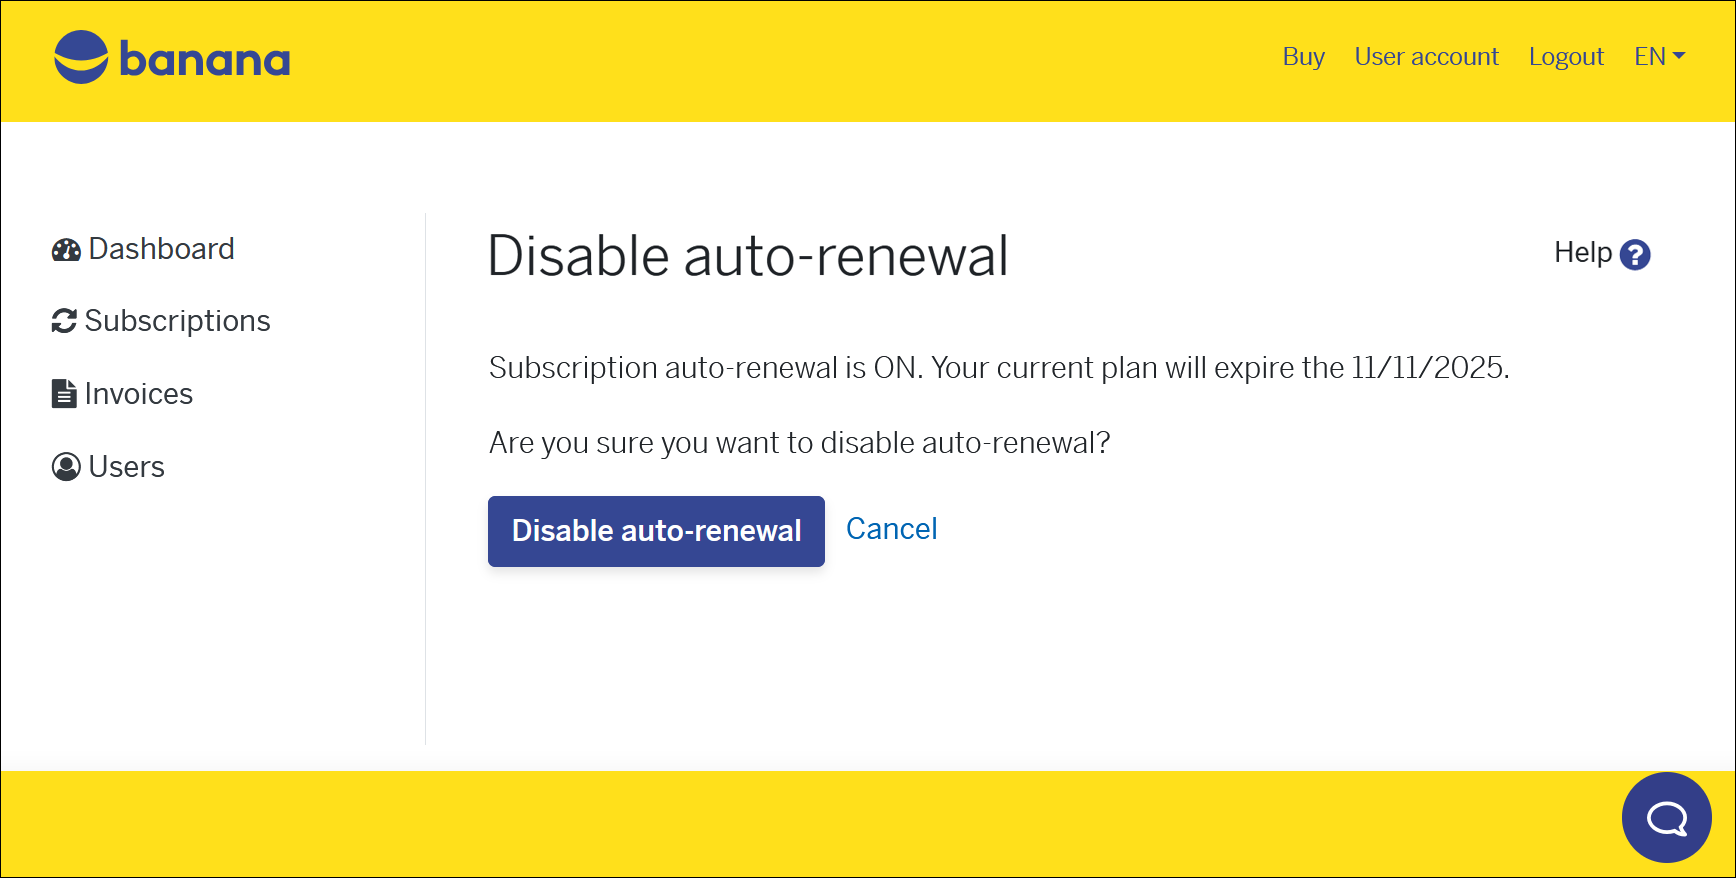 banana
Buy User account Logout EN
Dashboard
Subscriptions
Invoices
Users
Disable auto-renewal
Help ?
Subscription auto-renewal is ON. Your current plan will expire the 11/11/2025.
Are you sure you want to disable auto-renewal?
Disable auto-renewal Cancel